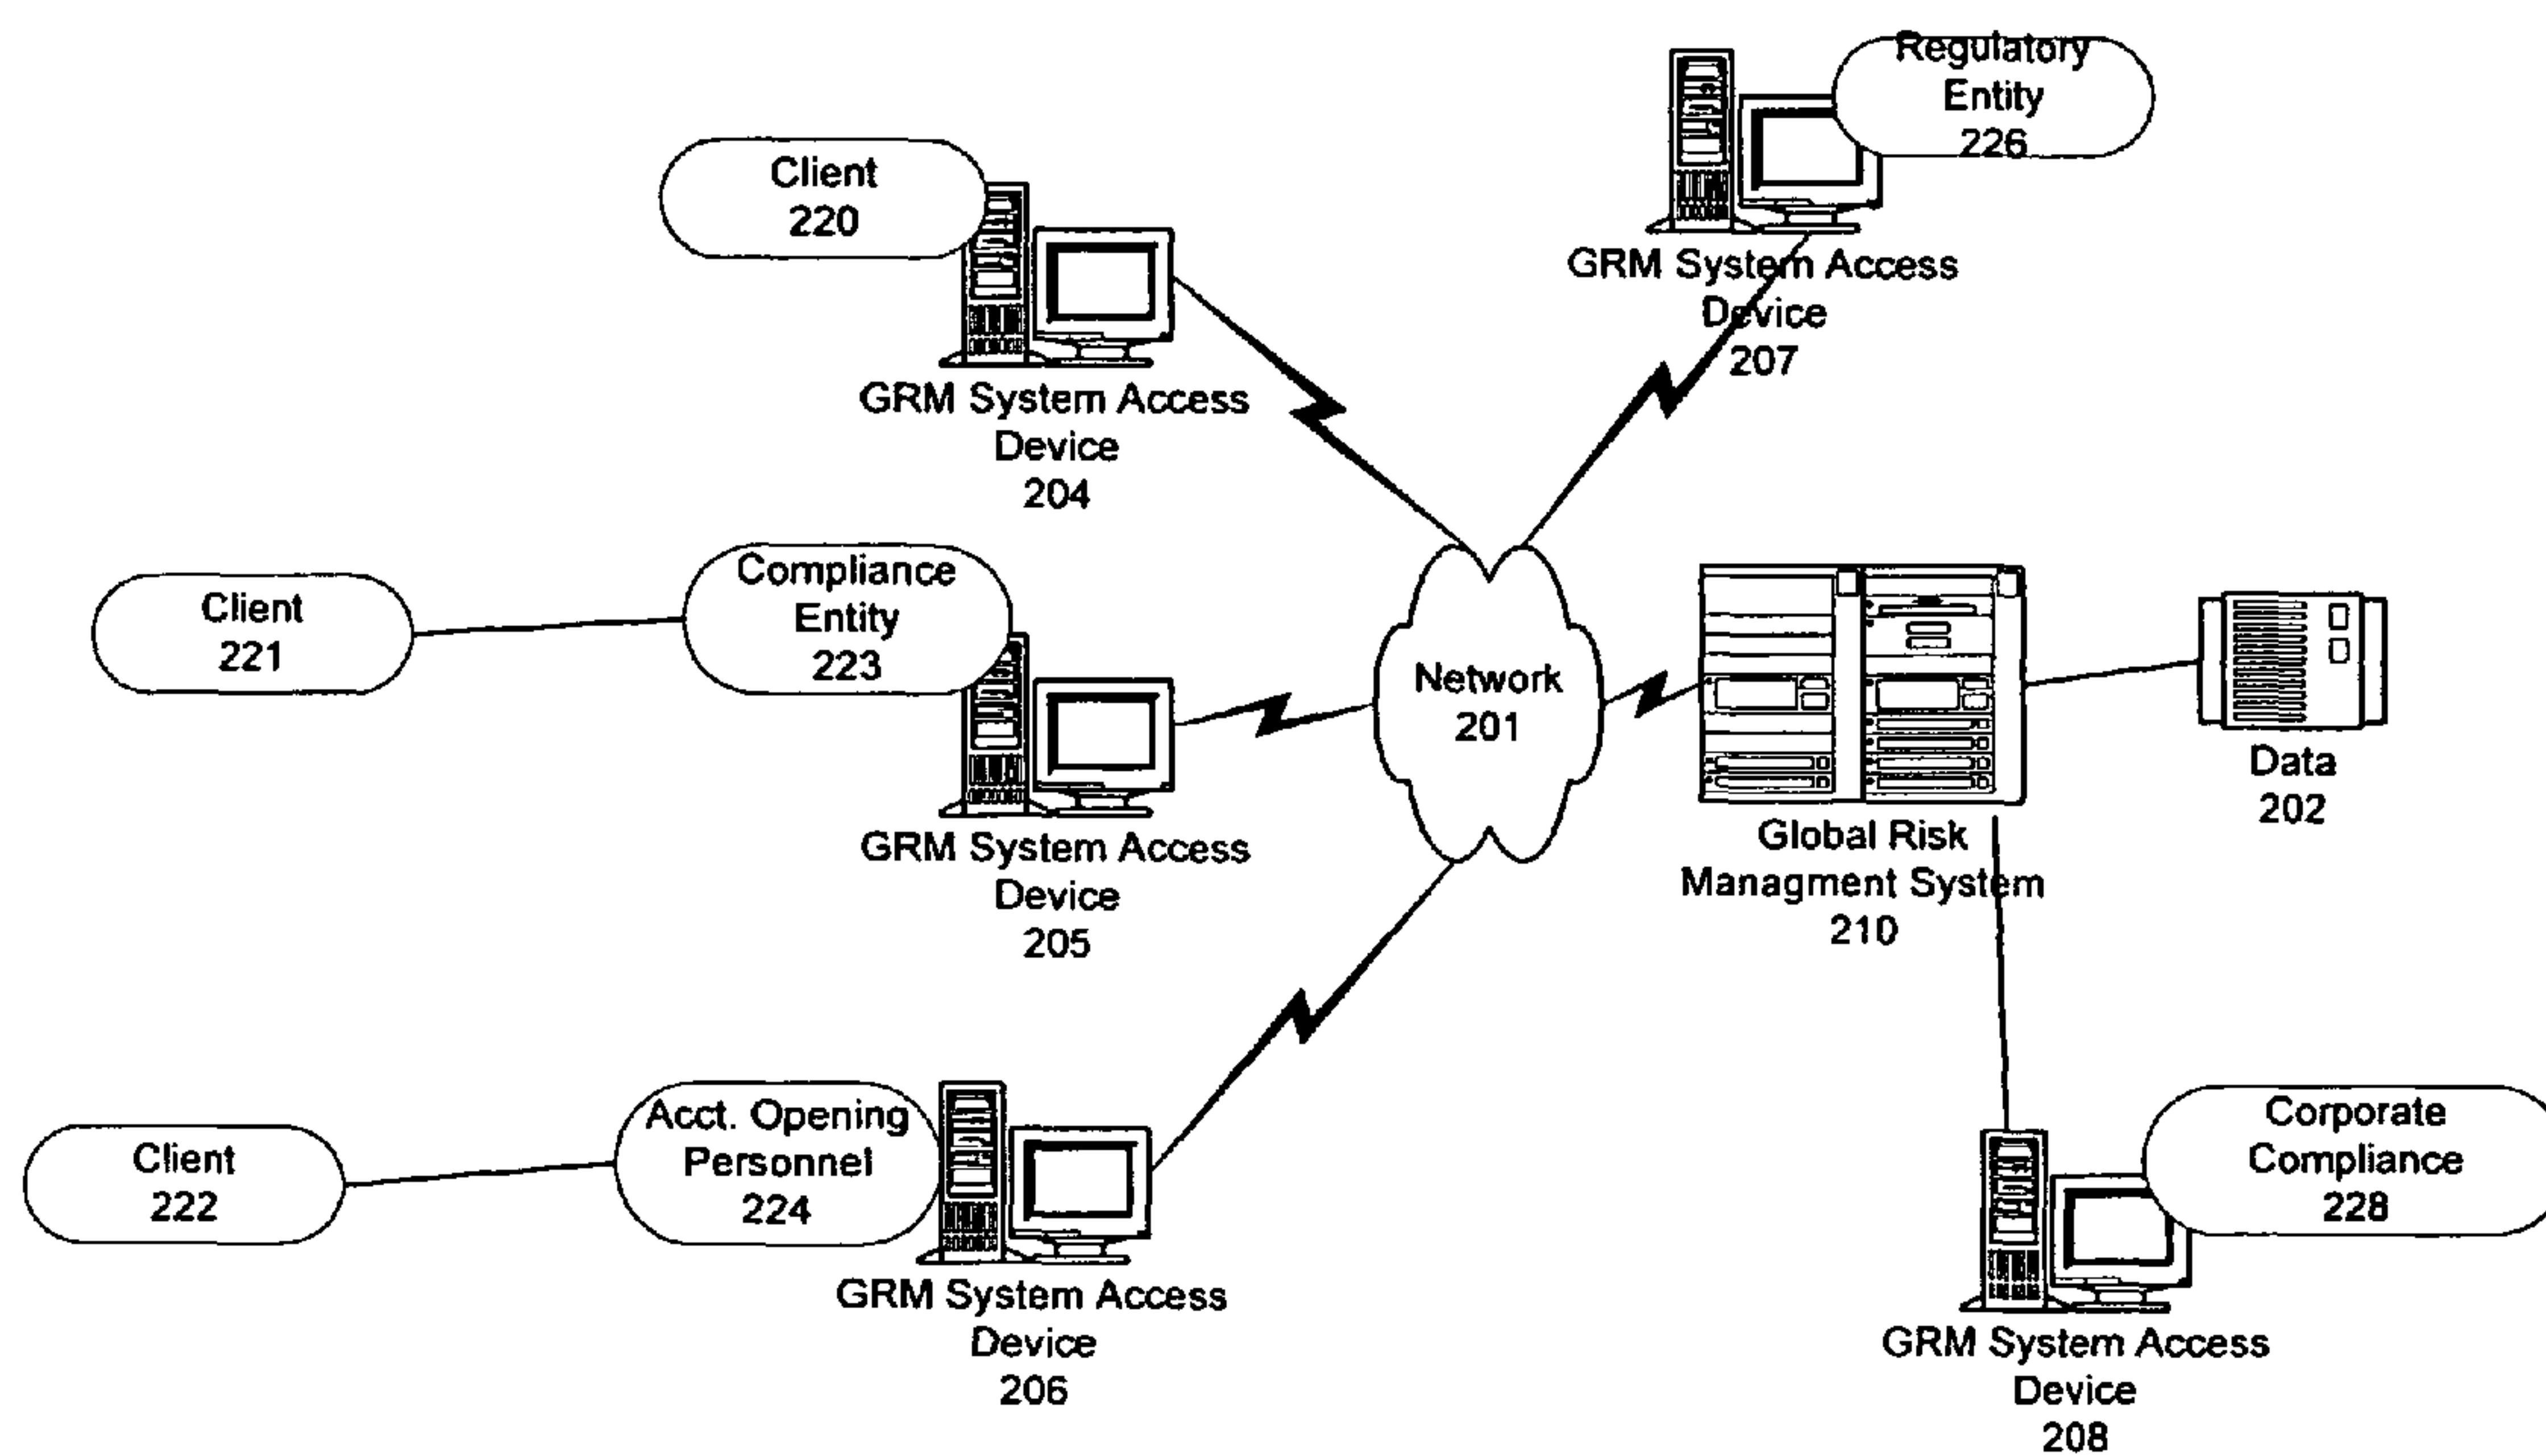 Regulatory
Entity
226
Client
220
GRM System Access
Device
207
GRM System Access
Device
204
Compliance
Entity
223
Client
221
Network
201
Data
202
GRM System Access
Device
205
Global Risk
Managment System
210
Acct. Opening
Personnel
224
Client
222
Corporate
Compliance
228
GRM System Access
Device
206
GRM System Access
Device
208